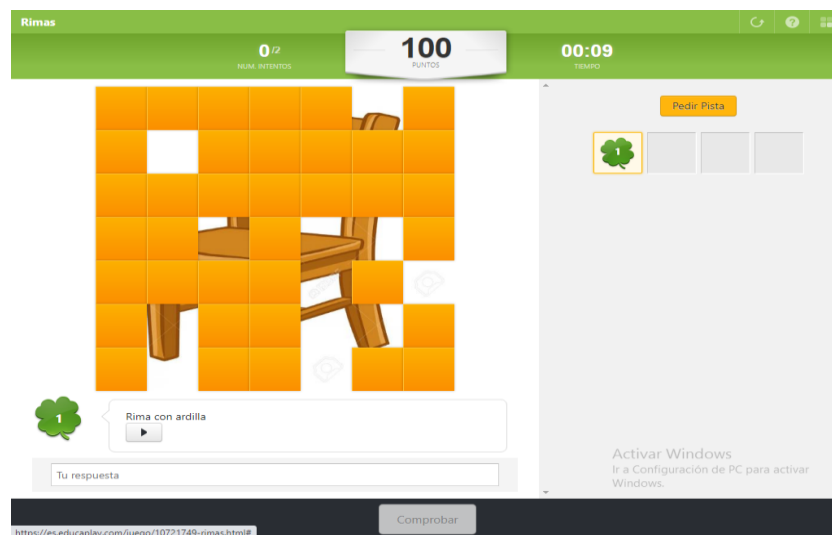 Rimas
0/2
NUM. INTENTOS
100
PUNTOS
00:09
TIEMPO
Pedir Pista
1
1
Rima con ardilla
Tu respuesta
Activar Windows
Ir a Configuración de PC para activar
Windows.
Comprobar
https://es.educaplay.com/juego/10721749-rimas.html#